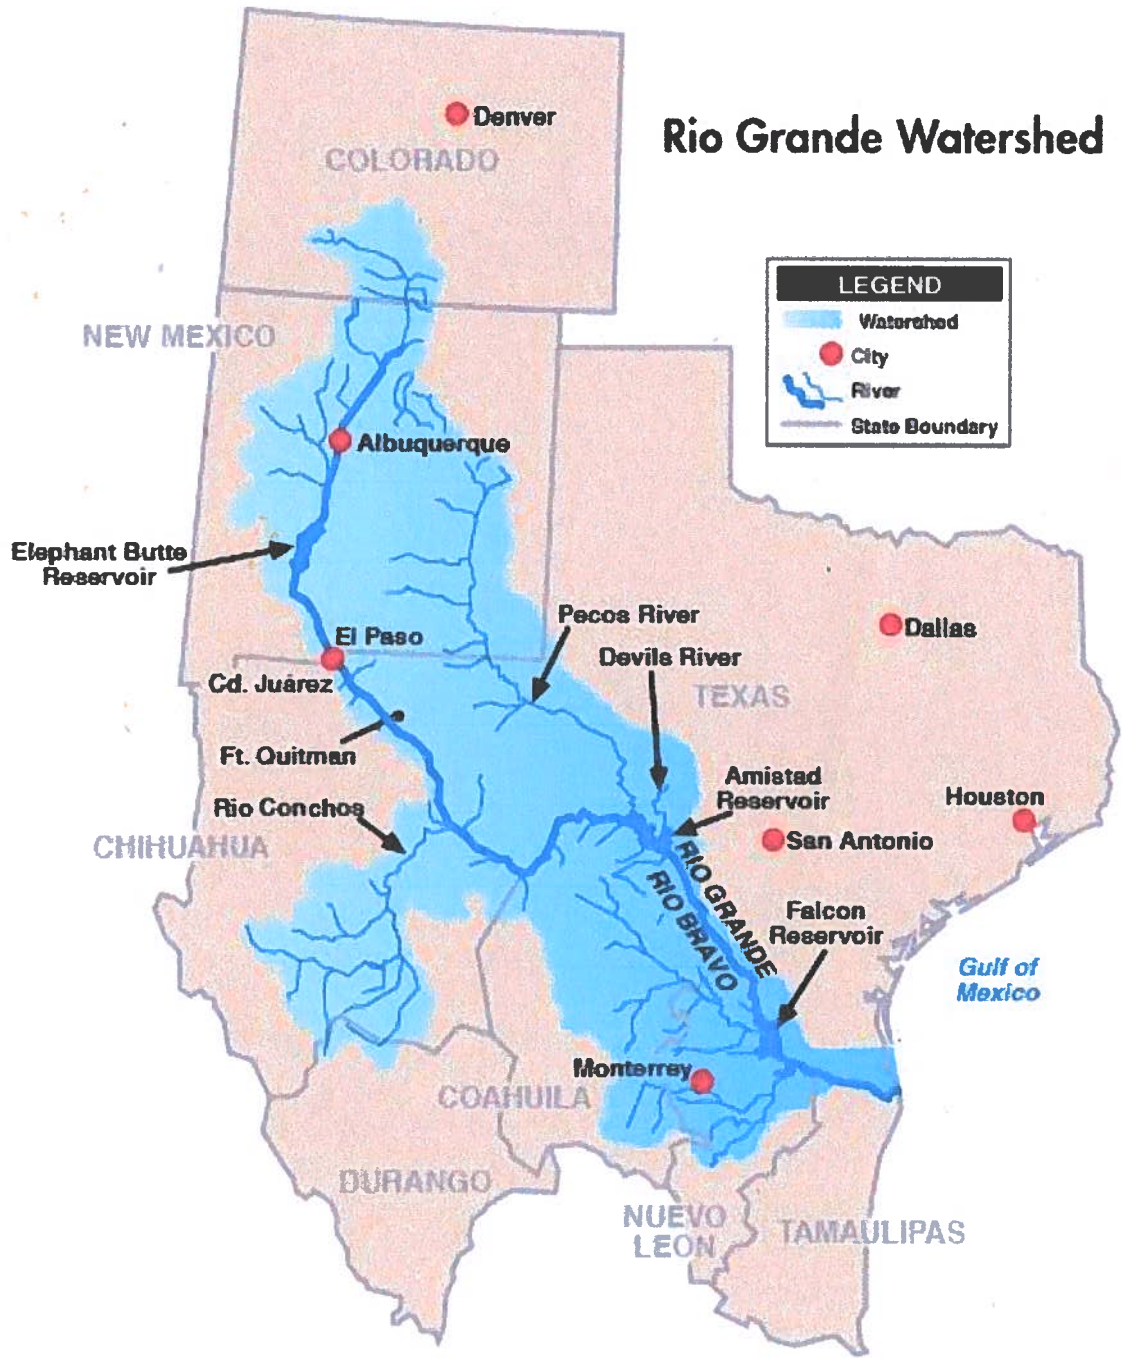 Rio Grande Watershed
Denver
COLORADO
LEGEND
Watershed
City
River
State Boundary
NEW MEXICO
Albuquerque
Elephant Butte
Reservoir
El Paso
Cd. Juárez
Pecos River
Devils River
Dallas
TEXAS
Ft. Quitman
Rio Conchos
CHIHUAHUA
Amistad
Reservoir
Houston
San Antonio
RIO GRANDE
RIO BRAVO
Falcon
Reservoir
Gulf of
Mexico
Monterrey
COAHUILA
DURANGO
NUEVO
LEON
TAMAULIPAS